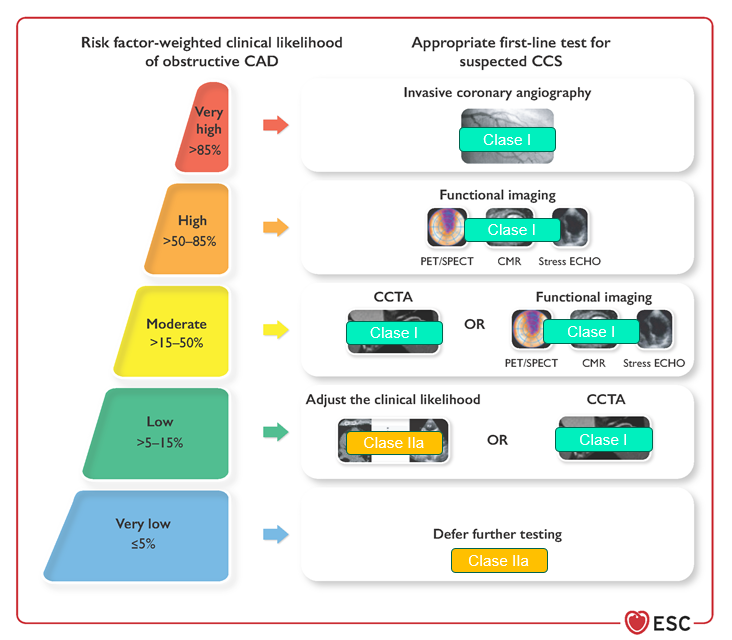 Risk factor-weighted clinical likelihood
of obstructive CAD
Appropriate first-line test for
suspected CCS
Very
high
>85%
Invasive coronary angiography
Clase I
High
>50–85%
Functional imaging
Clase I
PET/SPECT
CMR
Stress ECHO
Moderate
>15–50%
CCTA
Clase I
OR
Functional imaging
Clase I
PET/SPECT
CMR
Stress ECHO
Low
>5–15%
Adjust the clinical likelihood
Clase IIa
OR
CCTA
Clase I
Very low
≤5%
Defer further testing
Clase IIa
ESC